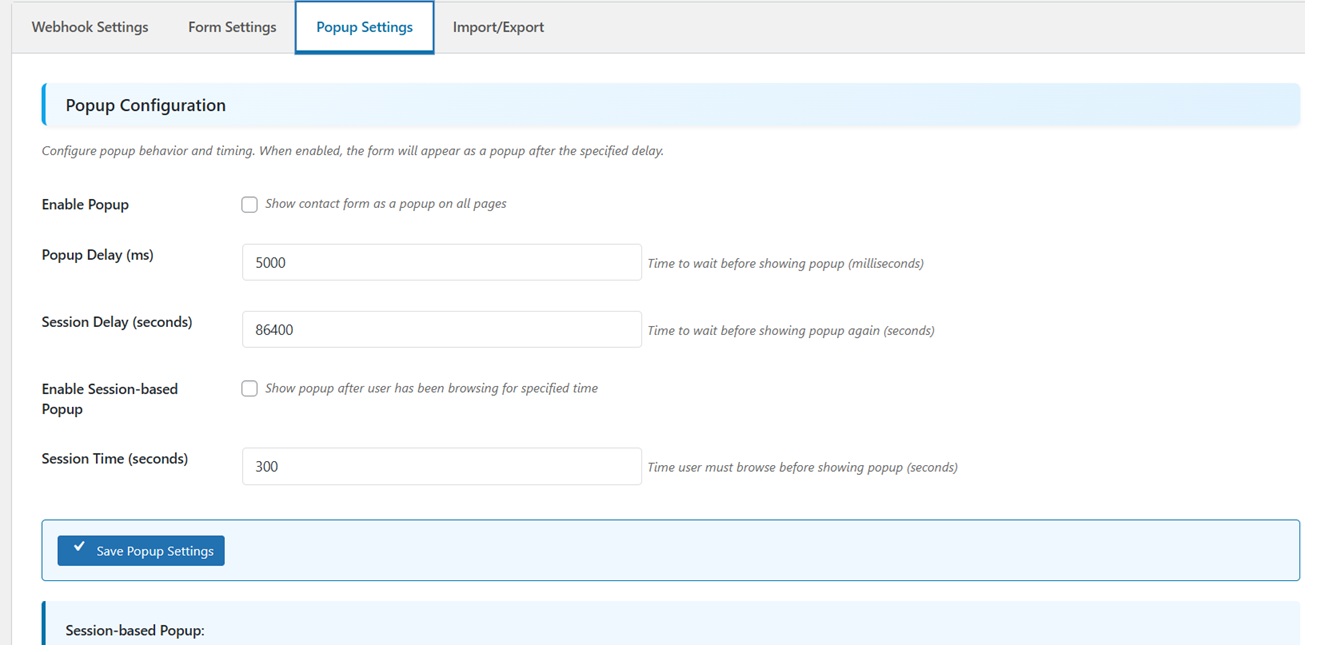 Webhook Settings Form Settings Popup Settings Import/Export
Popup Configuration
Configure popup behavior and timing. When enabled, the form will appear as a popup after the specified delay.
Enable Popup Show contact form as a popup on all pages
Popup Delay (ms) 5000 Time to wait before showing popup (milliseconds)
Session Delay (seconds) 86400 Time to wait before showing popup again (seconds)
Enable Session-based Show popup after user has been browsing for specified time
Popup
Session Time (seconds) 300 Time user must browse before showing popup (seconds)
Save Popup Settings
Session-based Popup: